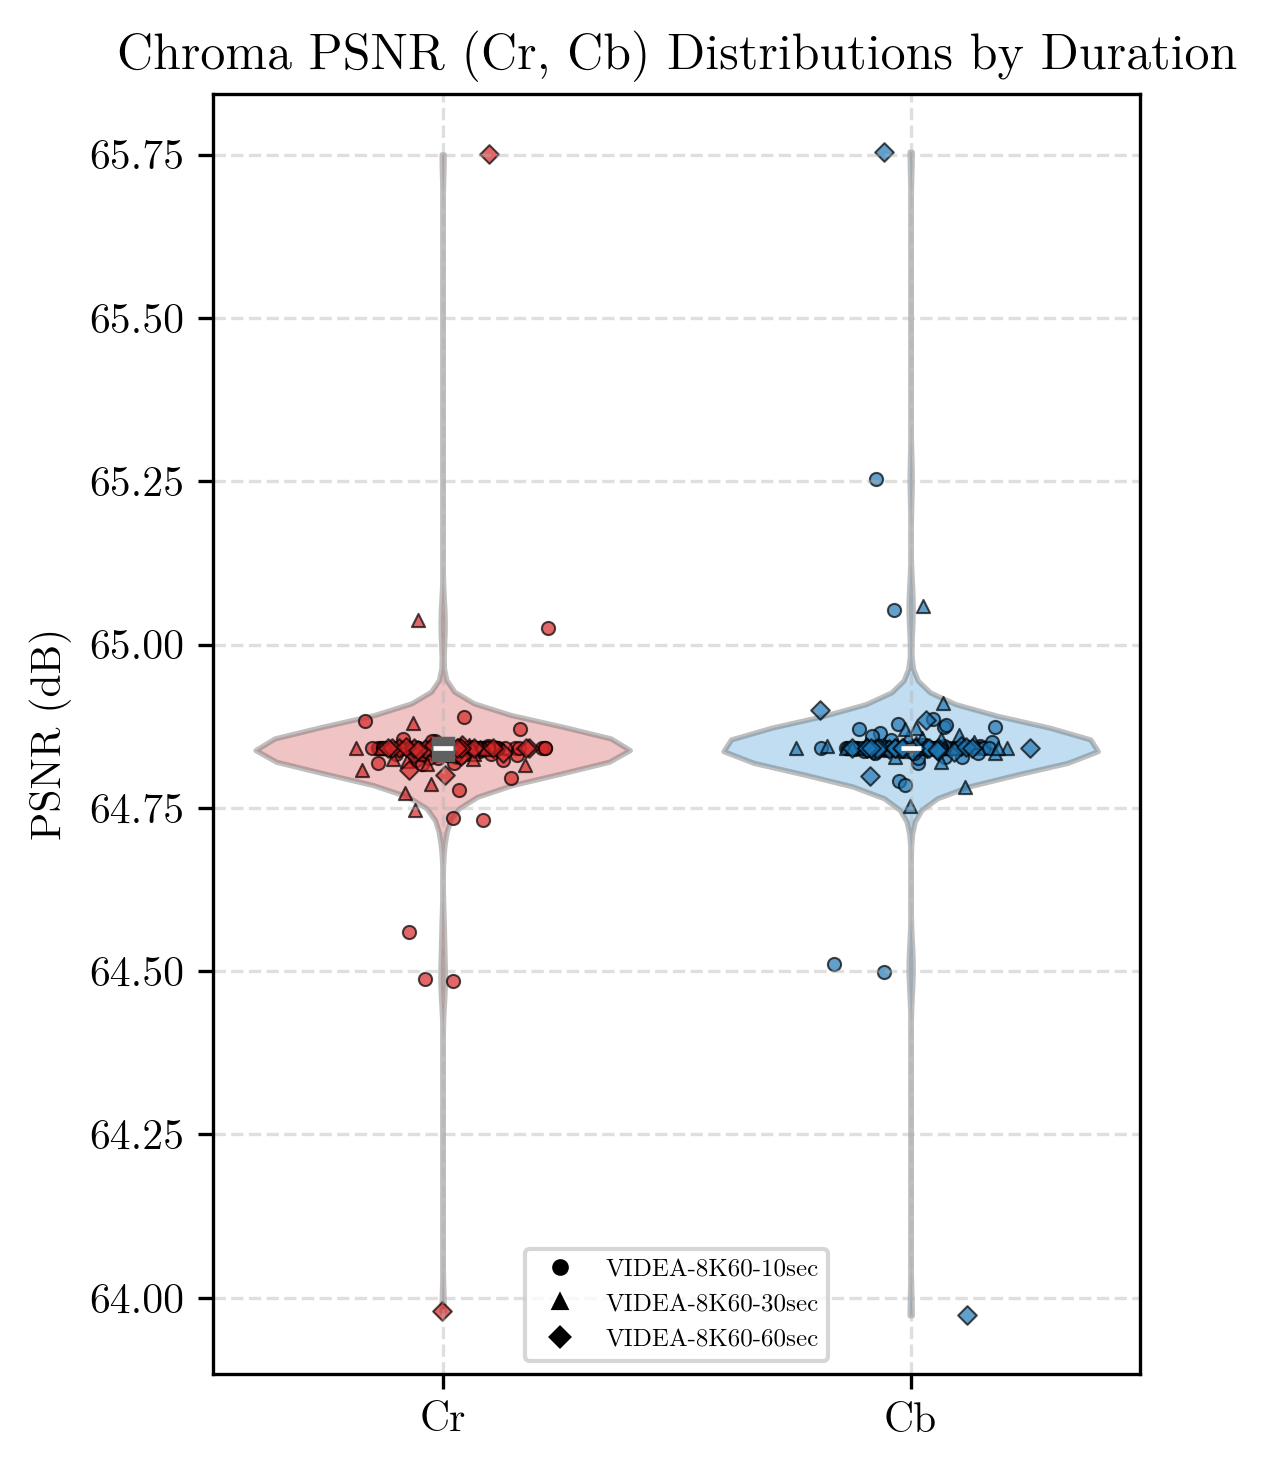 Chroma PSNR (Cr, Cb) Distributions by Duration
65.75
65.50
65.25
65.00
64.75
64.50
64.25
64.00
PSNR (dB)
VIDEA-8K60-10sec
VIDEA-8K60-30sec
VIDEA-8K60-60sec
Cr
Cb